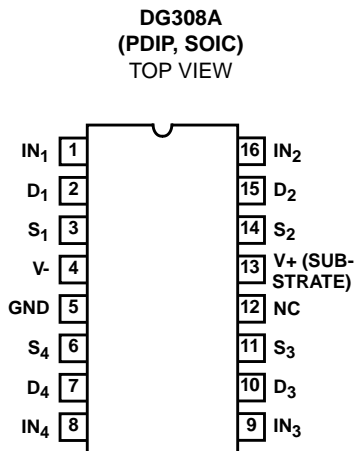 DG308A
(PDIP, SOIC)
TOP VIEW
IN1 1 16 IN2
D1 2 15 D2
S1 3 14 S2
V- 4 13 V+ (SUB-
STRATE)
GND 5 12 NC
S4 6 11 S3
D4 7 10 D3
IN4 8 9 IN3